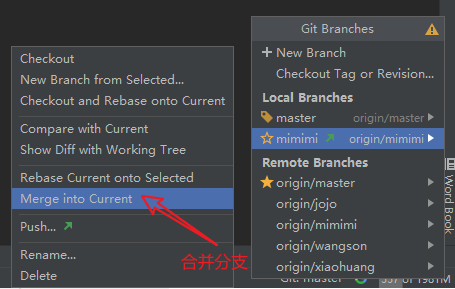 Git Branches
New Branch
Checkout Tag or Revision...
Local Branches
master origin/master
mimimi origin/mimimi
Remote Branches
origin/master
origin/jojo
origin/mimimi
origin/wangson
origin/xiaohuang
Checkout
New Branch from Selected...
Checkout and Rebase onto Current
Compare with Current
Show Diff with Working Tree
Rebase Current onto Selected
Merge into Current
Push...
Rename...
Delete
合并分支
Word Book
Git: master
557 of 1981M